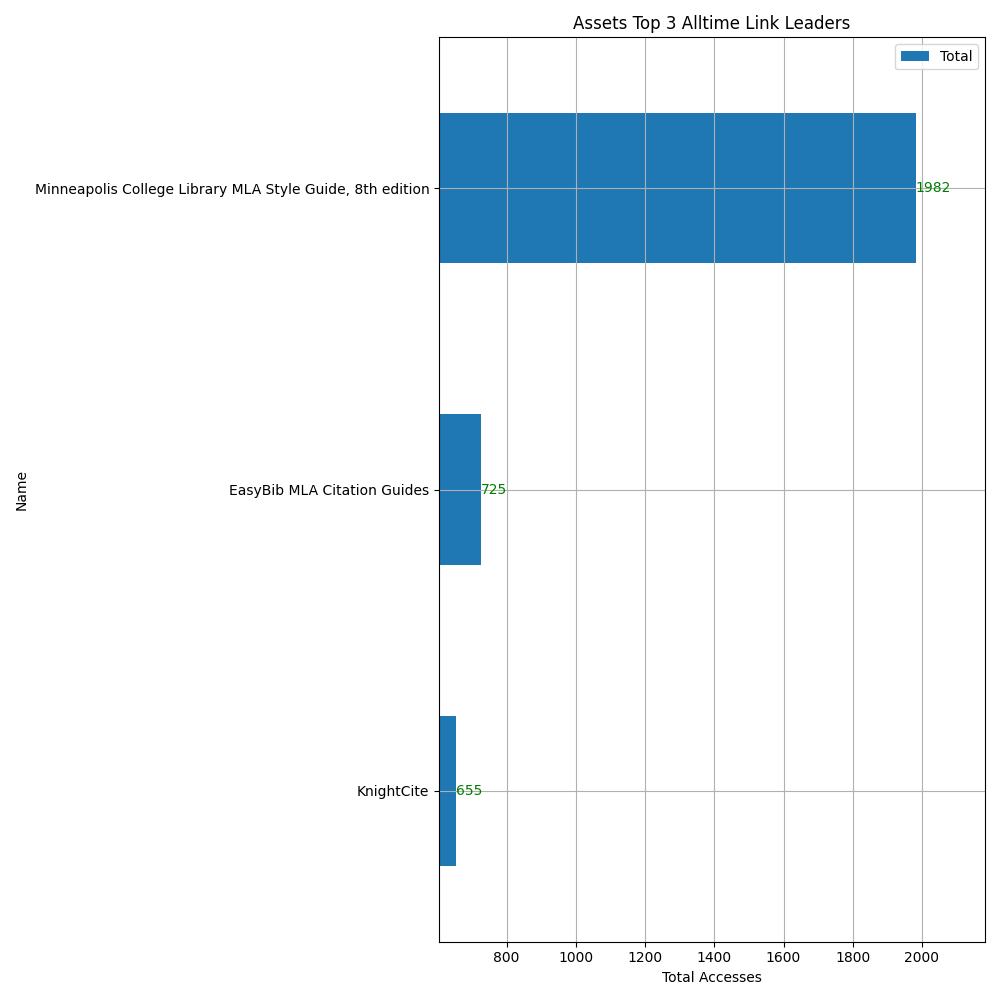 Assets Top 3 Alltime Link Leaders
Total
Minneapolis College Library MLA Style Guide, 8th edition
1982
EasyBib MLA Citation Guides
725
KnightCite
655
Name
800 1000 1200 1400 1600 1800 2000
Total Accesses